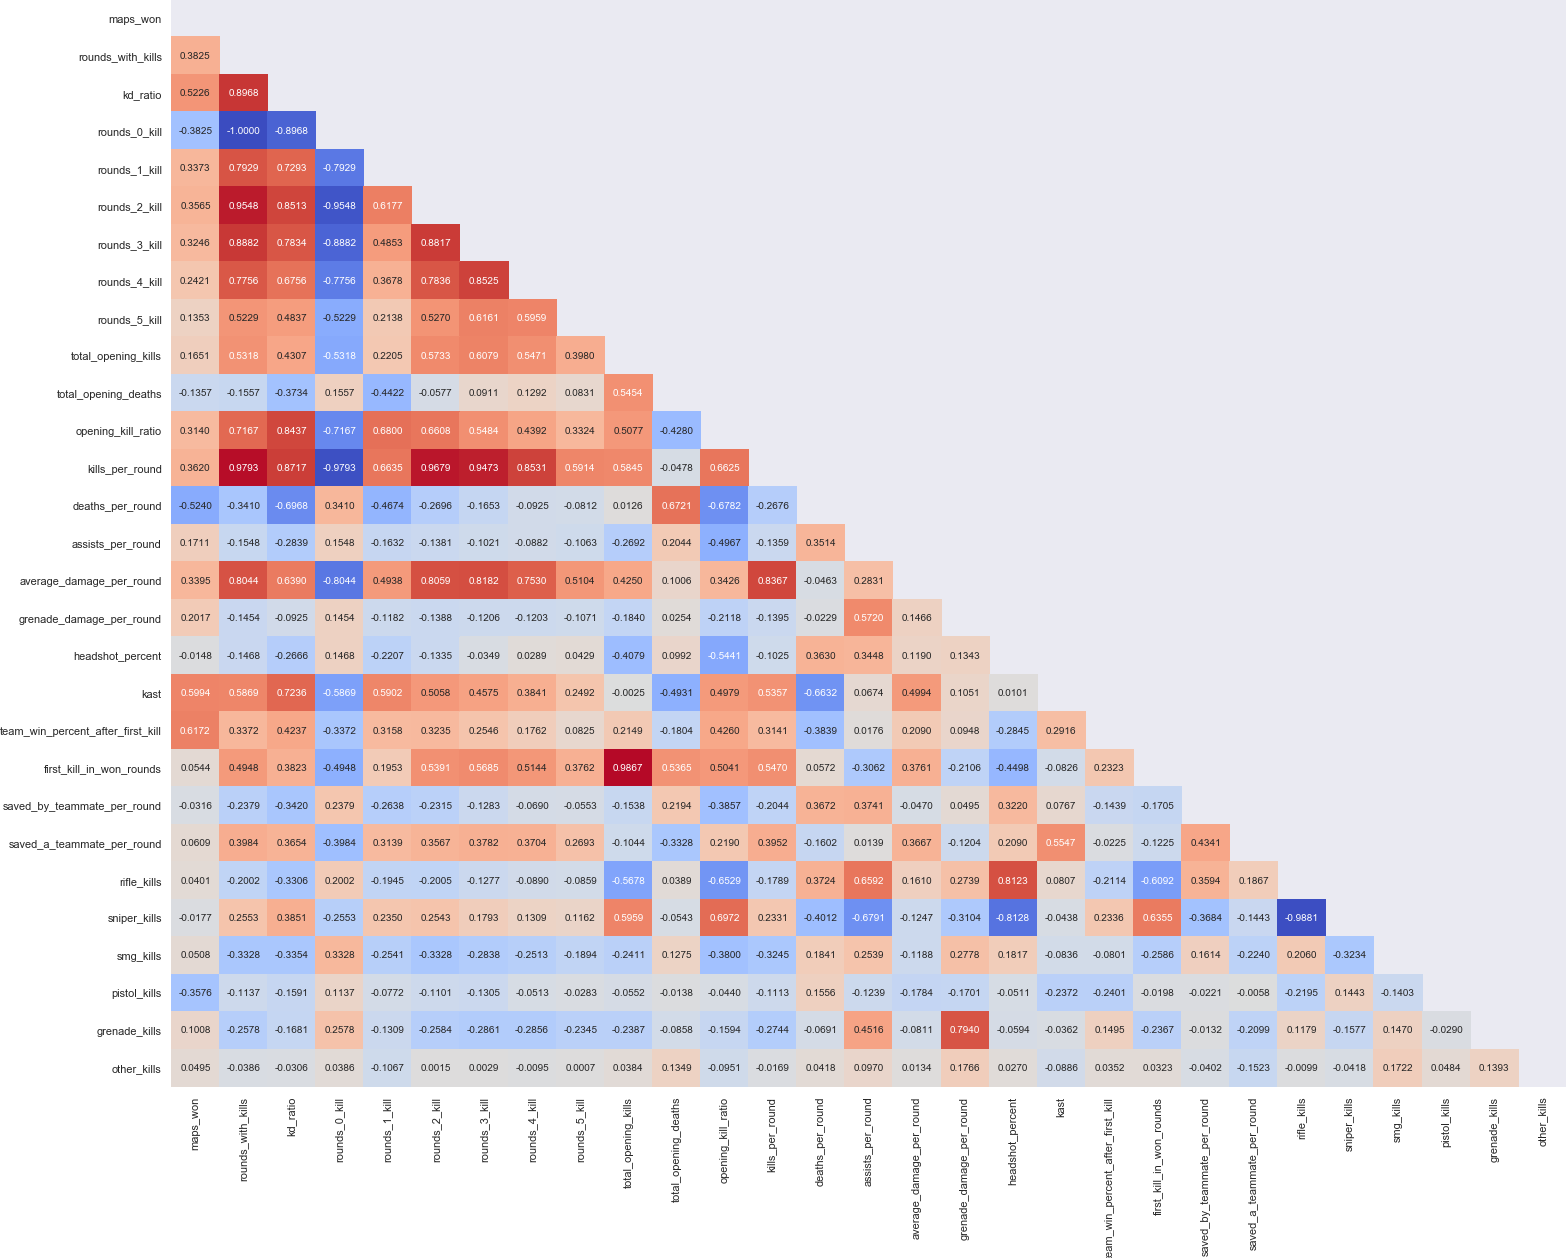 maps_won
rounds_with_kills 0.3825
kd_ratio 0.5226 0.8968
rounds_0_kill -0.3825 -1.0000 -0.8968
rounds_1_kill 0.3373 0.7929 0.7293 -0.7929
rounds_2_kill 0.3565 0.9548 0.8513 -0.9548 0.6177
rounds_3_kill 0.3246 0.8882 0.7834 -0.8882 0.4853 0.8817
rounds_4_kill 0.2421 0.7756 0.6756 -0.7756 0.3678 0.7836 0.8525
rounds_5_kill 0.1353 0.5229 0.4837 -0.5229 0.2138 0.5270 0.6161 0.5959
total_opening_kills 0.1651 0.5318 0.4307 -0.5318 0.2205 0.5733 0.6079 0.5471 0.3980
total_opening_deaths -0.1357 -0.1557 -0.3734 0.1557 -0.4422 -0.0577 0.0911 0.1292 0.0831 0.5454
opening_kill_ratio 0.3140 0.7167 0.8437 -0.7167 0.6800 0.6608 0.5484 0.4392 0.3324 0.5077 -0.4280
kills_per_round 0.3620 0.9793 0.8717 -0.9793 0.6635 0.9679 0.9473 0.8531 0.5914 0.5845 -0.0478 0.6625
deaths_per_round -0.5240 -0.3410 -0.6968 0.3410 -0.4674 -0.2696 -0.1653 -0.0925 -0.0812 0.0126 0.6721 -0.6782 -0.2676
assists_per_round 0.1711 -0.1548 -0.2839 0.1548 -0.1632 -0.1381 -0.1021 -0.0882 -0.1063 -0.2692 0.2044 -0.4967 -0.1359 0.3514
average_damage_per_round 0.3395 0.8044 0.6390 -0.8044 0.4938 0.8059 0.8182 0.7530 0.5104 0.4250 0.1006 0.3426 0.8367 -0.0463 0.2831
grenade_damage_per_round 0.2017 -0.1454 -0.0925 0.1454 -0.1182 -0.1388 -0.1206 -0.1203 -0.1071 -0.1840 0.0254 -0.2118 -0.1395 -0.0229 0.5720 0.1466
headshot_percent -0.0148 -0.1468 -0.2666 0.1468 -0.2207 -0.1335 -0.0349 0.0289 0.0429 -0.4079 0.0992 -0.5441 -0.1025 0.3630 0.3448 0.1190 0.1343
kast 0.5994 0.5869 0.7236 -0.5869 0.5902 0.5058 0.4575 0.3841 0.2492 -0.0025 -0.4931 0.4979 0.5357 -0.6632 0.0674 0.4994 0.1051 0.0101
team_win_percent_after_first_kill 0.6172 0.3372 0.4237 -0.3372 0.3158 0.3235 0.2546 0.1762 0.0825 0.2149 -0.1804 0.4260 0.3141 -0.3839 0.0176 0.2090 0.0948 -0.2845 0.2916
first_kill_in_won_rounds 0.0544 0.4948 0.3823 -0.4948 0.1953 0.5391 0.5685 0.5144 0.3762 0.9867 0.5365 0.5041 0.5470 0.0572 -0.3062 0.3761 -0.2106 -0.4498 -0.0826 0.2323
saved_by_teammate_per_round -0.0316 -0.2379 -0.3420 0.2379 -0.2638 -0.2315 -0.1283 -0.0690 -0.0553 -0.1538 0.2194 -0.3857 -0.2044 0.3672 0.3741 -0.0470 0.0495 0.3220 0.0767 -0.1439 -0.1705
saved_a_teammate_per_round 0.0609 0.3984 0.3654 -0.3984 0.3139 0.3567 0.3782 0.3704 0.2693 -0.1044 -0.3328 0.2190 0.3952 -0.1602 0.0139 0.3667 -0.1204 0.2090 0.5547 -0.0225 -0.1225 0.4341
rifle_kills 0.0401 -0.2002 -0.3306 0.2002 -0.1945 -0.2005 -0.1277 -0.0890 -0.0859 -0.5678 0.0389 -0.6529 -0.1789 0.3724 0.6592 0.1610 0.2739 0.8123 0.0807 -0.2114 -0.6092 0.3594 0.1867
sniper_kills -0.0177 0.2553 0.3851 -0.2553 0.2350 0.2543 0.1793 0.1309 0.1162 0.5959 -0.0543 0.6972 0.2331 -0.4012 -0.6791 -0.1247 -0.3104 -0.8128 -0.0438 0.2336 0.6355 -0.3684 -0.1443 -0.9881
smg_kills 0.0508 -0.3328 -0.3354 0.3328 -0.2541 -0.3328 -0.2838 -0.2513 -0.1894 -0.2411 0.1275 -0.3800 -0.3245 0.1841 0.2539 -0.1188 0.2778 0.1817 -0.0836 -0.0801 -0.2586 0.1614 -0.2240 0.2060 -0.3234
pistol_kills -0.3576 -0.1137 -0.1591 0.1137 -0.0772 -0.1101 -0.1305 -0.0513 -0.0283 -0.0552 -0.0138 -0.0440 -0.1113 0.1556 -0.1239 -0.1784 -0.1701 -0.0511 -0.2372 -0.2401 -0.0198 -0.0221 -0.0058 -0.2195 0.1443 -0.1403
grenade_kills 0.1008 -0.2578 -0.1681 0.2578 -0.1309 -0.2584 -0.2861 -0.2856 -0.2345 -0.2387 -0.0858 -0.1594 -0.2744 -0.0691 0.4516 -0.0811 0.7940 -0.0594 -0.0362 0.1495 -0.2367 -0.0132 -0.2099 0.1179 -0.1577 0.1470 -0.0290
other_kills 0.0495 -0.0386 -0.0306 0.0386 -0.1067 0.0015 0.0029 -0.0095 0.0007 0.0384 0.1349 -0.0951 -0.0169 0.0418 0.0970 0.0134 0.1766 0.0270 -0.0886 0.0352 0.0323 -0.0402 -0.1523 -0.0099 -0.0418 0.1722 0.0484 0.1393
maps_won
rounds_with_kills
kd_ratio
rounds_0_kill
rounds_1_kill
rounds_2_kill
rounds_3_kill
rounds_4_kill
rounds_5_kill
total_opening_kills
total_opening_deaths
opening_kill_ratio
kills_per_round
deaths_per_round
assists_per_round
average_damage_per_round
grenade_damage_per_round
headshot_percent
kast
eam_win_percent_after_first_kill
first_kill_in_won_rounds
saved_by_teammate_per_round
saved_a_teammate_per_round
rifle_kills
sniper_kills
smg_kills
pistol_kills
grenade_kills
other_kills